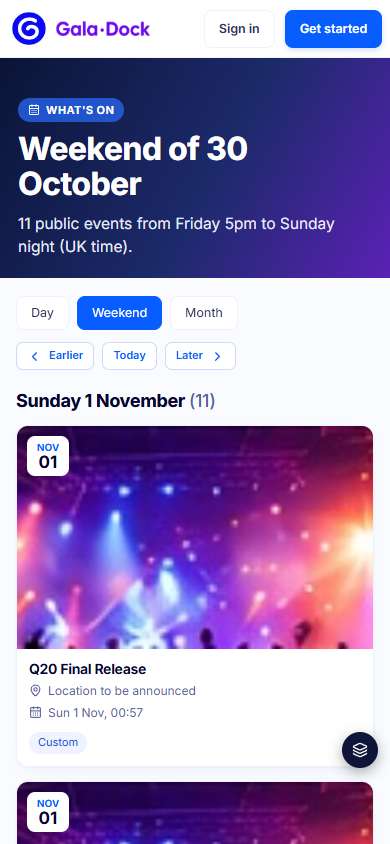 Gala·Dock
Sign in
Get started
WHAT'S ON
Weekend of 30
October
11 public events from Friday 5pm to Sunday
night (UK time).
Day
Weekend
Month
Earlier
Today
Later
Sunday 1 November (11)
NOV
01
Q20 Final Release
Location to be announced
Sun 1 Nov, 00:57
Custom
NOV
01